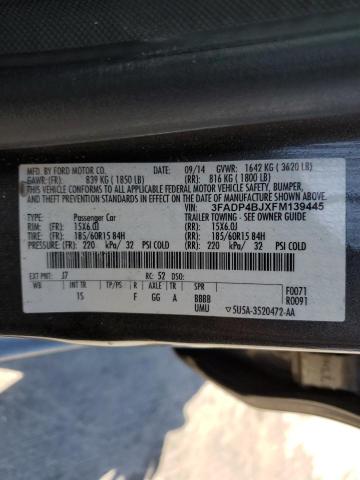 MFD. BY FORD MOTOR CO. 09/14 GVWR: 1642 KG ( 3620 LB)
GAWR:(FR): 839 KG ( 1850 LB) (RR): 816 KG ( 1800 LB)
THIS VEHICLE CONFORMS TO ALL APPLICABLE FEDERAL MOTOR VEHICLE SAFETY, BUMPER,
AND THEFT PREVENTION STANDARDS IN EFFECT ON THE DATE OF MANUFACTURE SHOWN ABOVE.
VIN: 3FADP4BJXFM139445
TYPE: Passenger Car TRAILER TOWING - SEE OWNER GUIDE
RIM: (FR): 15X6.0J (RR): 15X6.0J
TIRE: (FR): 185/60R15 84H (RR): 185/60R15 84H
PRESSURE: (FR): 220 kPa/ 32 PSI COLD (RR): 220 kPa/ 32 PSI COLD
EXT PNT: J7 RC: 52 DSO:
WB INT TR TP/PS R AXLE TR SPR F0071
15 F GG A BBBB R0091
UMU 5U5A-3520472-AA